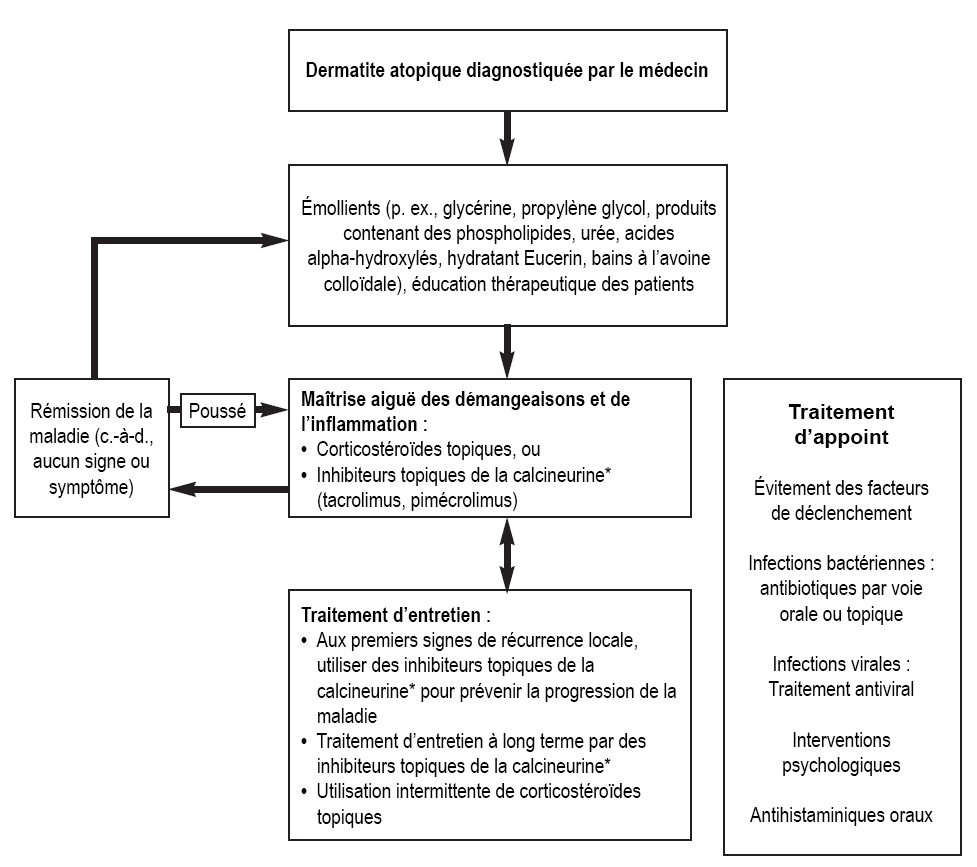 Dermatite atopique diagnostiquée par le médecin
Émollients (p. ex., glycérine, propylène glycol, produits
contenant des phospholipides, urée, acides
alpha-hydroxylés, hydratant Eucerin, bains à l’avoine
colloïdale), éducation thérapeutique des patients
Rémission de la
maladie (c.-à-d.,
aucun signe ou
symptôme)
Poussé
Maîtrise aiguë des démangeaisons et de
l’inflammation :
• Corticostéroïdes topiques, ou
• Inhibiteurs topiques de la calcineurine*
(tacrolimus, pimécrolimus)
Traitement d’entretien :
• Aux premiers signes de récurrence locale,
utiliser des inhibiteurs topiques de la
calcineurine* pour prévenir la progression de la
maladie
• Traitement d’entretien à long terme par des
inhibiteurs topiques de la calcineurine*
• Utilisation intermittente de corticostéroïdes
topiques
Traitement
d’appoint
Évitement des facteurs
de déclenchement
Infections bactériennes :
antibiotiques par voie
orale ou topique
Infections virales :
Traitement antiviral
Interventions
psychologiques
Antihistaminiques oraux